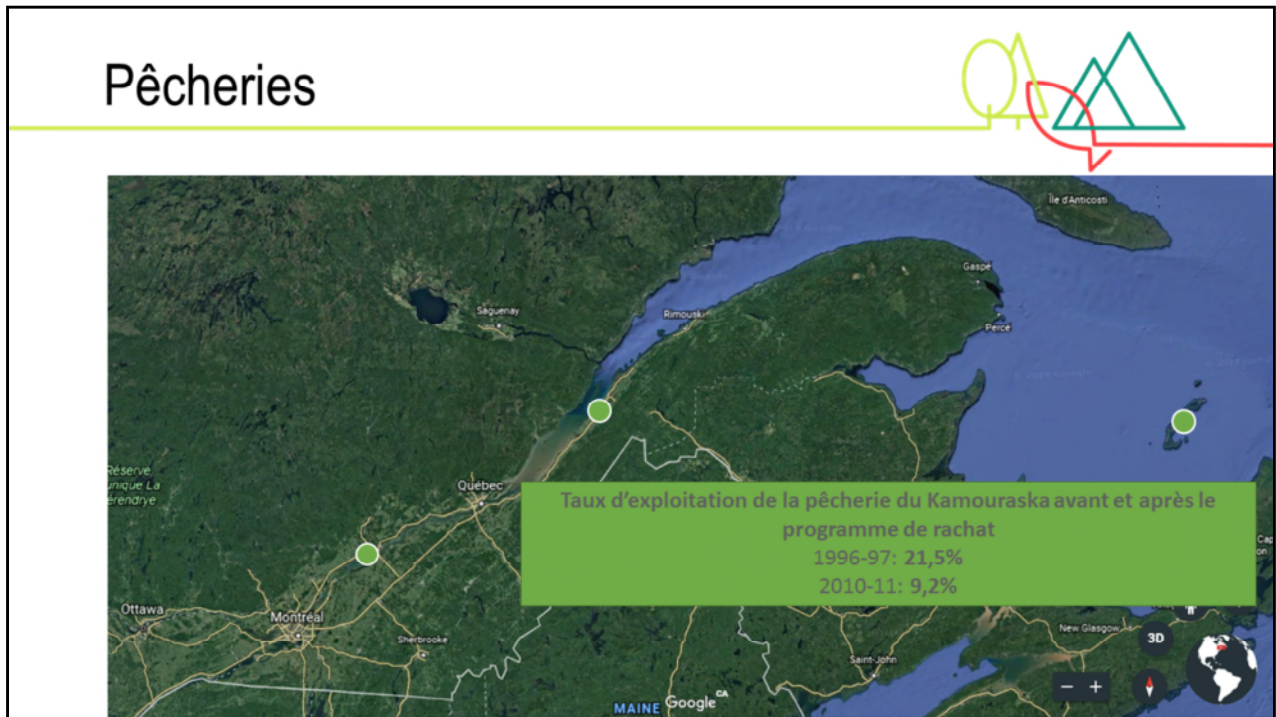 Pêcheries
Île d'Anticosti
Gaspé
Saguenay
Rimouski
Percé
Réserve
unique La
érendrye
Québec
Taux d'exploitation de la pêcherie du Kamouraska avant et après le
programme de rachat
1996-97: 21,5%
2010-11: 9,2%
Cap
on
Ottawa
Montréal
Sherbrooke
New Glasgow
3D
Saint-John
MAINE
Google
CA